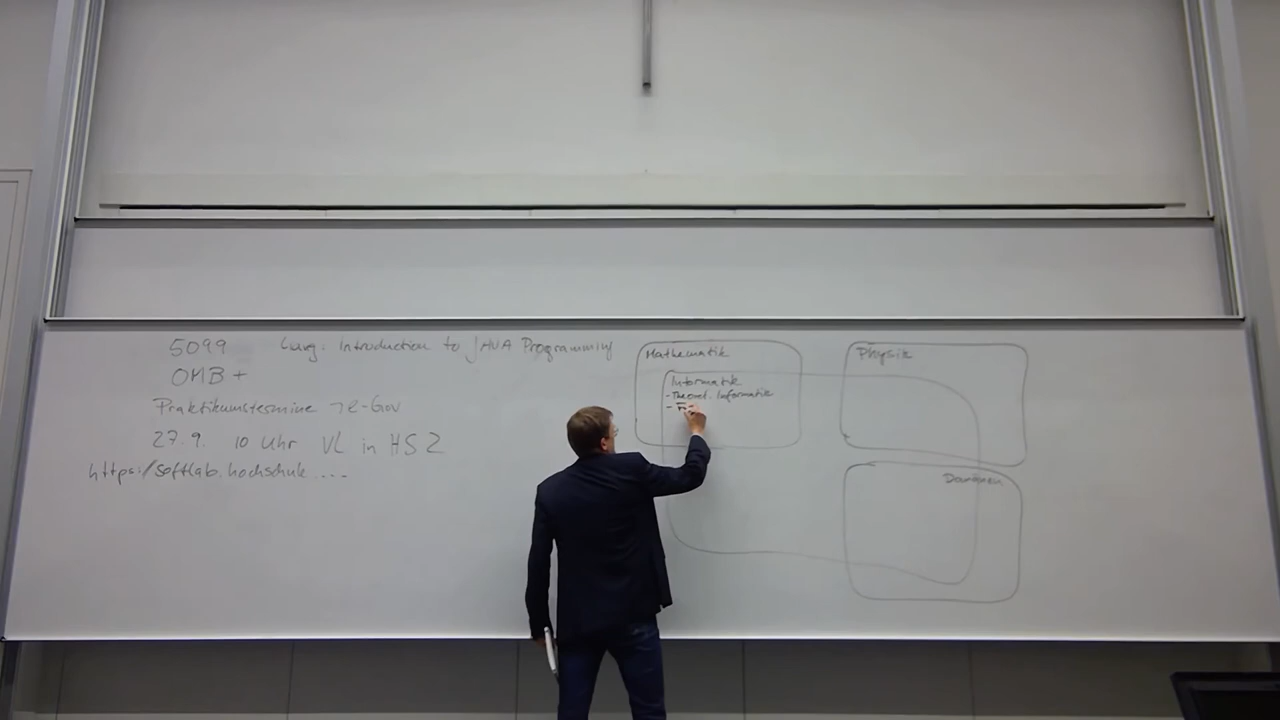 5099 Lang: Introduction to JAVA Programming
OMB +
Praktikumstermine → e-Gov
27.9. 10 Uhr VL in HS 2
https://softlab.hochschule....
Mathematik
Informatik
- Theoret. Informatik
-
Physik
Domänen